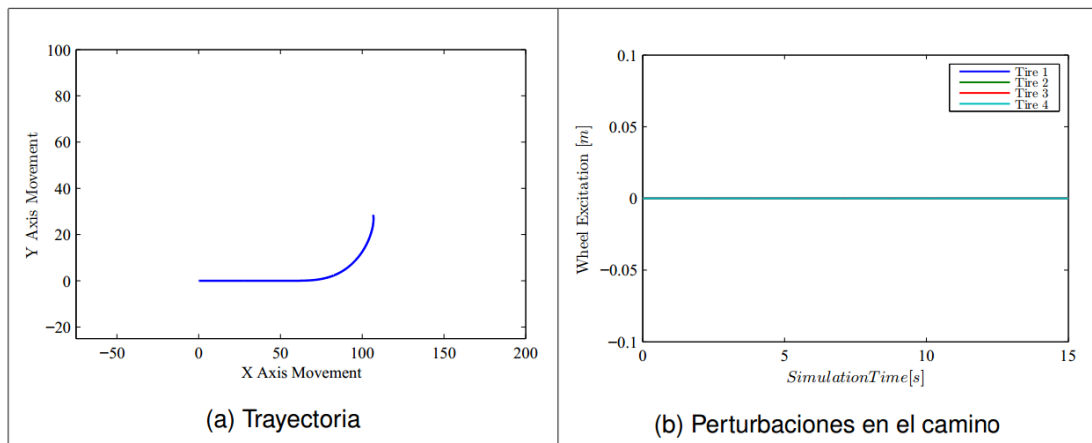 100
80
60
40
20
0
−20
Y Axis Movement
−50
0
50
100
150
200
X Axis Movement
(a) Trayectoria
0.1
0.05
0
−0.05
−0.1
Wheel Excitation [m]
Tire 1
Tire 2
Tire 3
Tire 4
0
5
10
15
SimulationTime[s]
(b) Perturbaciones en el camino